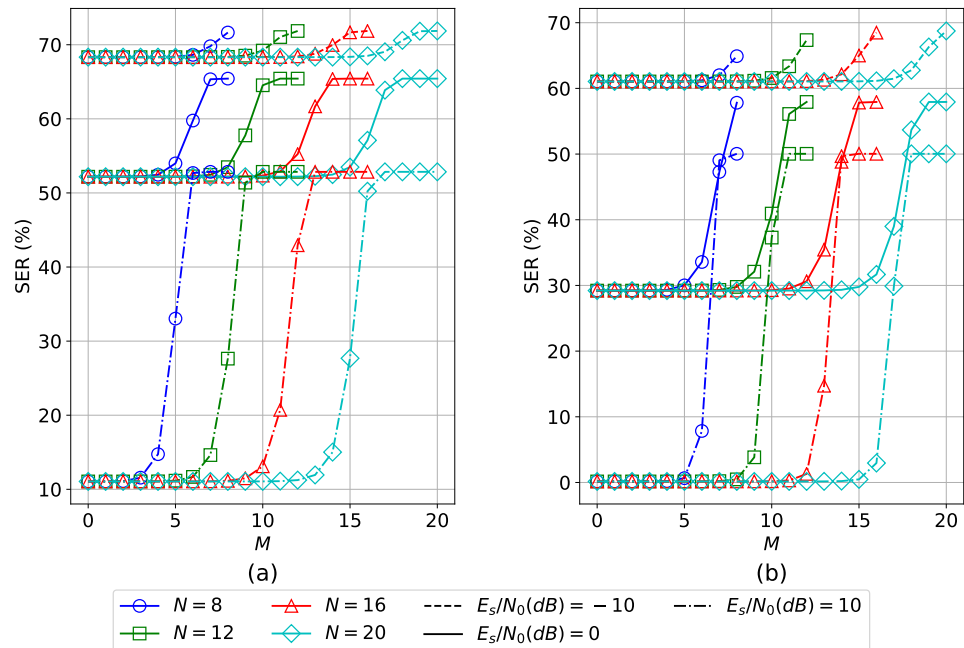 70
60
50
40
30
20
10
SER (%)
0 5 10 15 20
M
(a)
70
60
50
40
30
20
10
0
SER (%)
0 5 10 15 20
M
(b)
N = 8 N = 16 E_s/N_0(dB) = −10 E_s/N_0(dB) = 10
N = 12 N = 20 E_s/N_0(dB) = 0